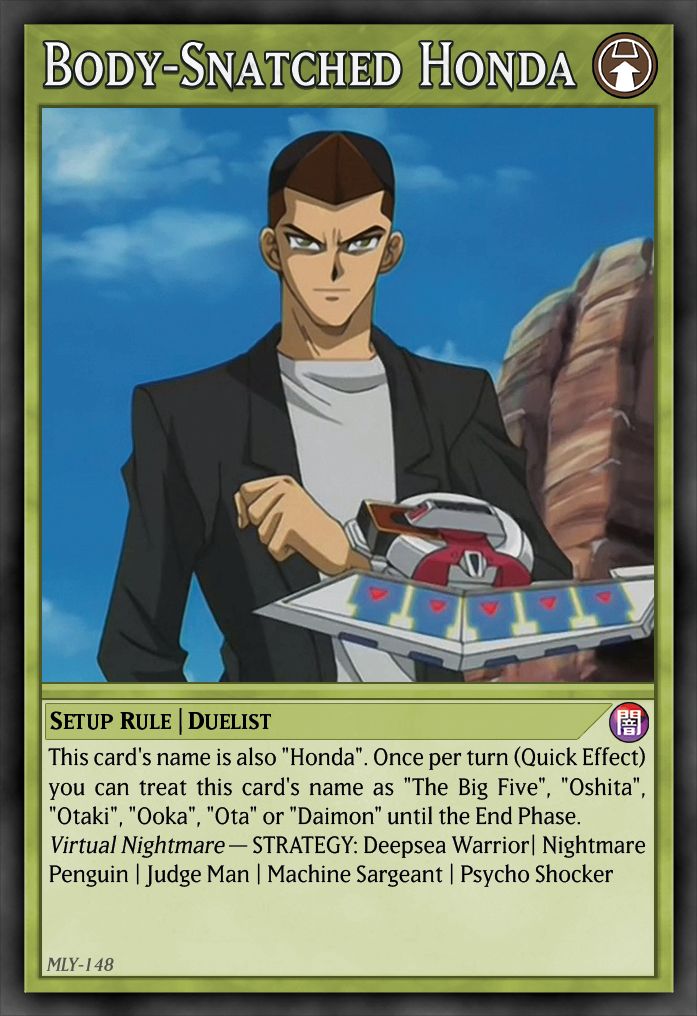 Body-Snatched Honda
Setup Rule | Duelist
闇
This card's name is also "Honda". Once per turn (Quick Effect)
you can treat this card's name as "The Big Five", "Oshita",
"Otaki", "Ooka", "Ota" or "Daimon" until the End Phase.
Virtual Nightmare — STRATEGY: Deepsea Warrior| Nightmare
Penguin | Judge Man | Machine Sargeant | Psycho Shocker
MLY-148